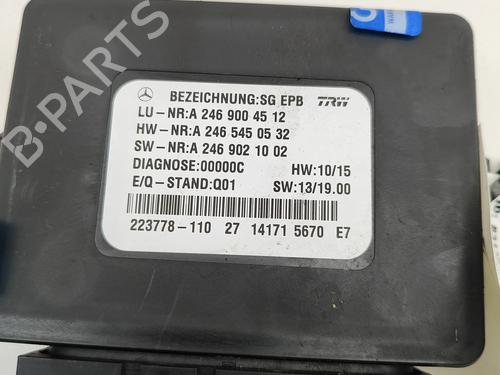 BEZEICHNUNG:SG EPB TRW
LU-NR:A 246 900 45 12
HW-NR:A 246 545 05 32
SW-NR:A 246 902 10 02
DIAGNOSE:00000C HW:10/15
E/Q-STAND:Q01 SW:13/19.00
223778-110 27 14171 5670 E7
B-PARTS